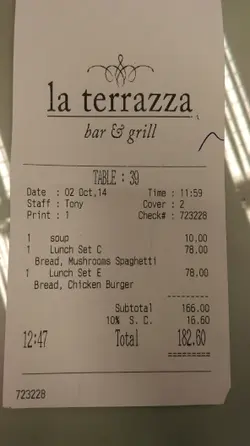 la terrazza
bar & grill
TABLE : 39
Date : 02 Oct,14 Time : 11:59
Staff : Tony Cover : 2
Print : 1 Check# : 723228
1 soup 10.00
1 Lunch Set C 78.00
Bread, Mushrooms Spaghetti
1 Lunch Set E 78.00
Bread, Chicken Burger
Subtotal 166.00
10% S. C. 16.60
12:47 Total 182.60
723228